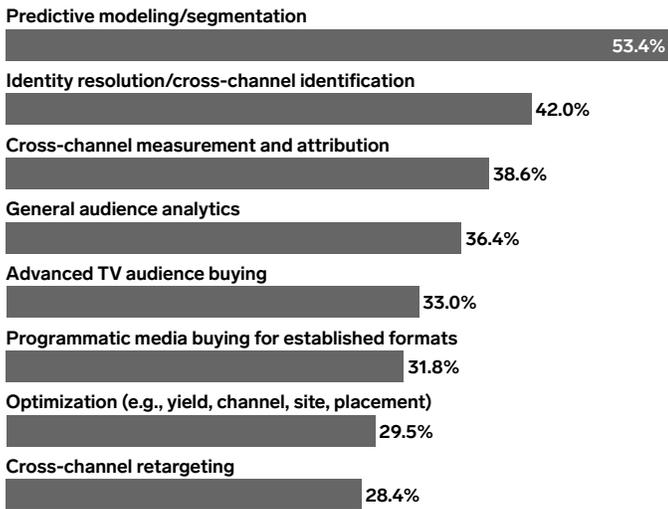 Predictive modeling/segmentation
53.4%
Identity resolution/cross-channel identification
42.0%
Cross-channel measurement and attribution
38.6%
General audience analytics
36.4%
Advanced TV audience buying
33.0%
Programmatic media buying for established formats
31.8%
Optimization (e.g., yield, channel, site, placement)
29.5%
Cross-channel retargeting
28.4%